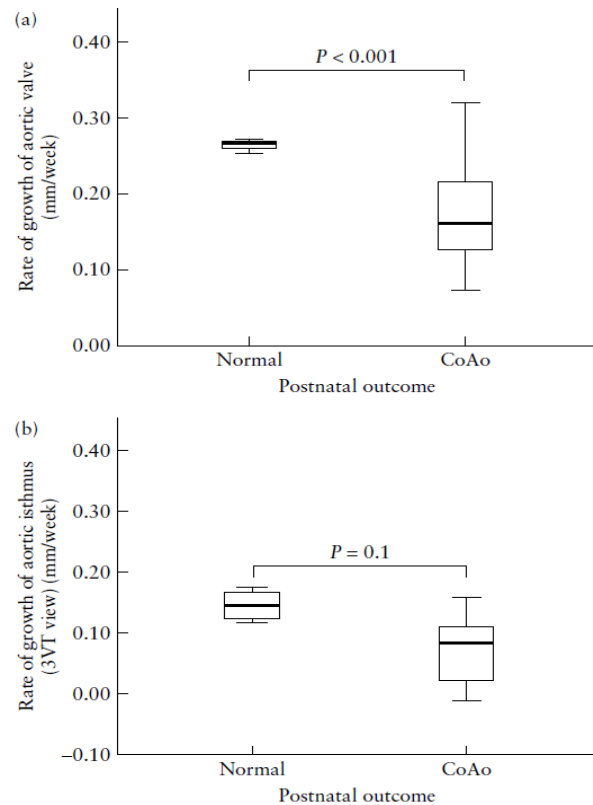 (a)
0.40
P < 0.001
0.30
0.20
0.10
0.00
Rate of growth of aortic valve
(mm/week)
Normal
CoAo
Postnatal outcome
(b)
0.40
0.30
P = 0.1
0.20
0.10
0.00
−0.10
Rate of growth of aortic isthmus
(3VT view) (mm/week)
Normal
CoAo
Postnatal outcome